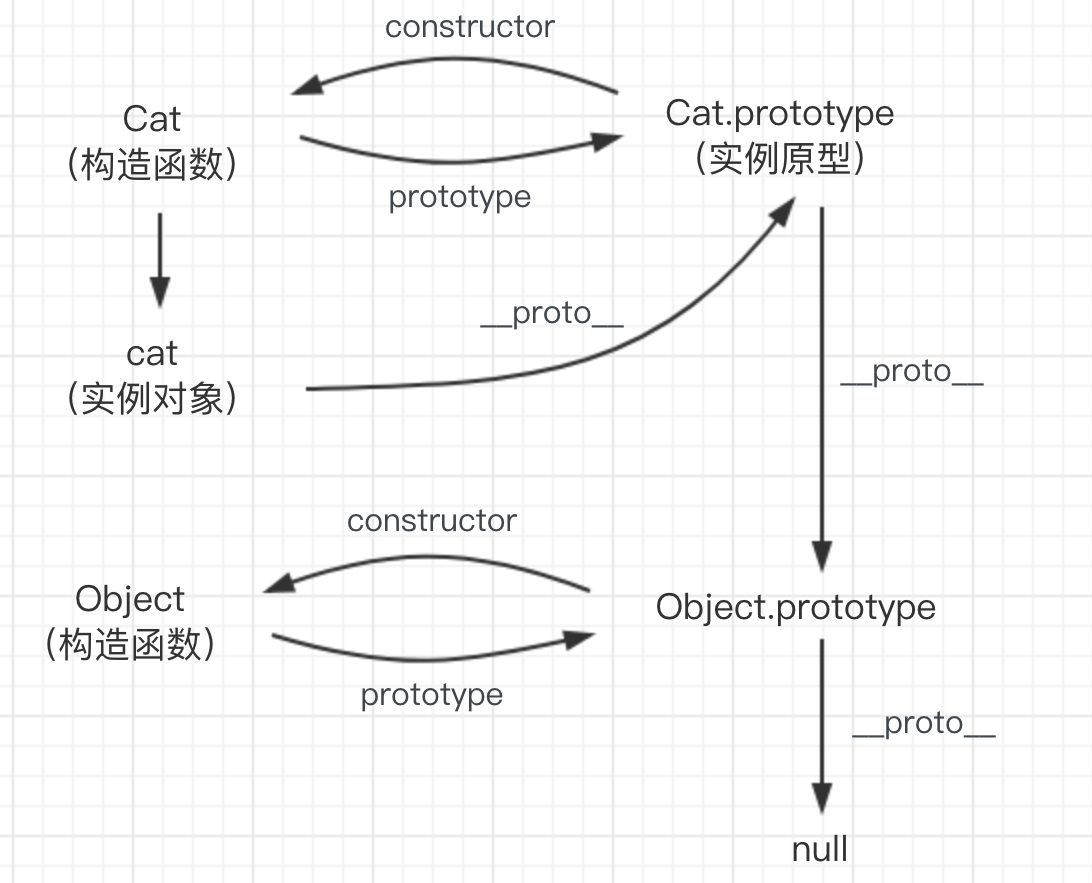 constructor
Cat
(构造函数)
Cat.prototype
(实例原型)
prototype
__proto__
cat
(实例对象)
__proto__
constructor
Object
(构造函数)
Object.prototype
prototype
__proto__
null